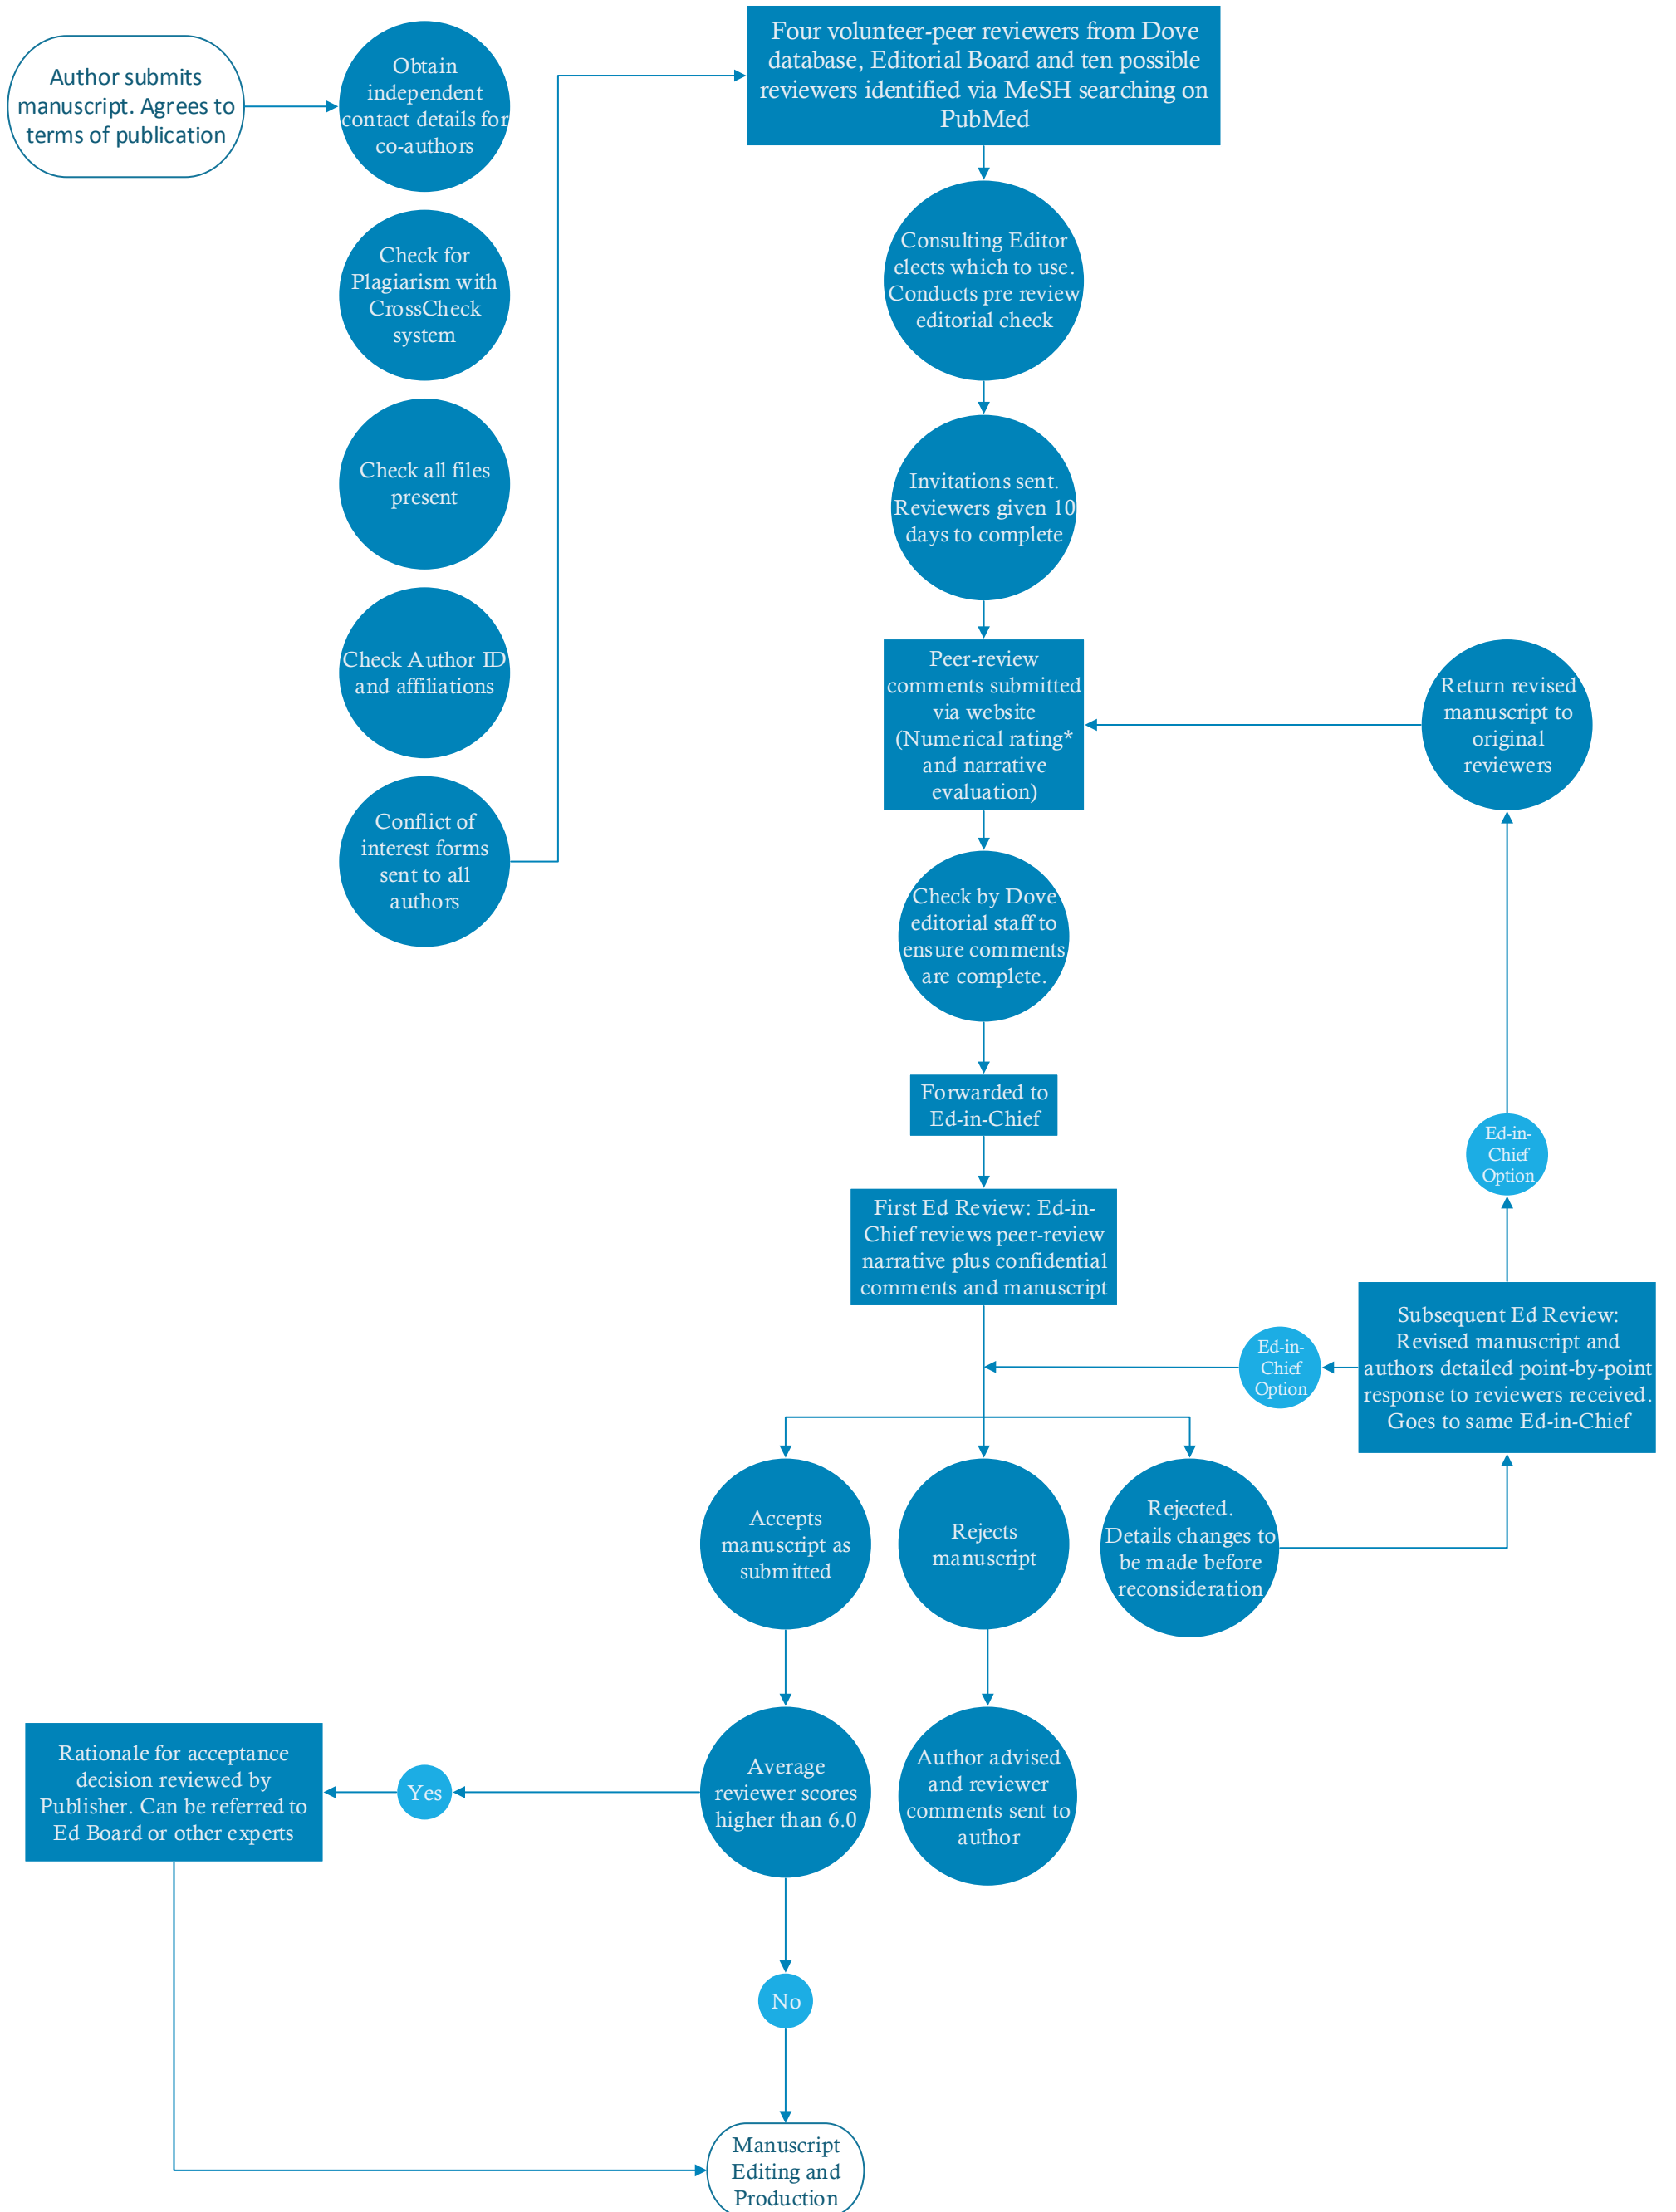 Author submits
manuscript. Agrees to
terms of publication
Obtain
independent
contact details for
co-authors
Check for
Plagiarism with
CrossCheck
system
Check all files
present
Check Author ID
and affiliations
Conflict of
interest forms
sent to all
authors
Four volunteer-peer reviewers from Dove
database, Editorial Board and ten possible
reviewers identified via MeSH searching on
PubMed
Consulting Editor
elects which to use.
Conducts pre review
editorial check
Invitations sent.
Reviewers given 10
days to complete
Peer-review
comments submitted
via website
(Numerical rating*
and narrative
evaluation)
Return revised
manuscript to
original
reviewers
Check by Dove
editorial staff to
ensure comments
are complete.
Forwarded to
Ed-in-Chief
Ed-in-
Chief
Option
First Ed Review: Ed-in-
Chief reviews peer-review
narrative plus confidential
comments and manuscript
Ed-in-
Chief
Option
Subsequent Ed Review:
Revised manuscript and
authors detailed point-by-point
response to reviewers received.
Goes to same Ed-in-Chief
Accepts
manuscript as
submitted
Rejects
manuscript
Rejected.
Details changes to
be made before
reconsideration
Rationale for acceptance
decision reviewed by
Publisher. Can be referred to
Ed Board or other experts
Yes
Average
reviewer scores
higher than 6.0
Author advised
and reviewer
comments sent to
author
No
Manuscript
Editing and
Production